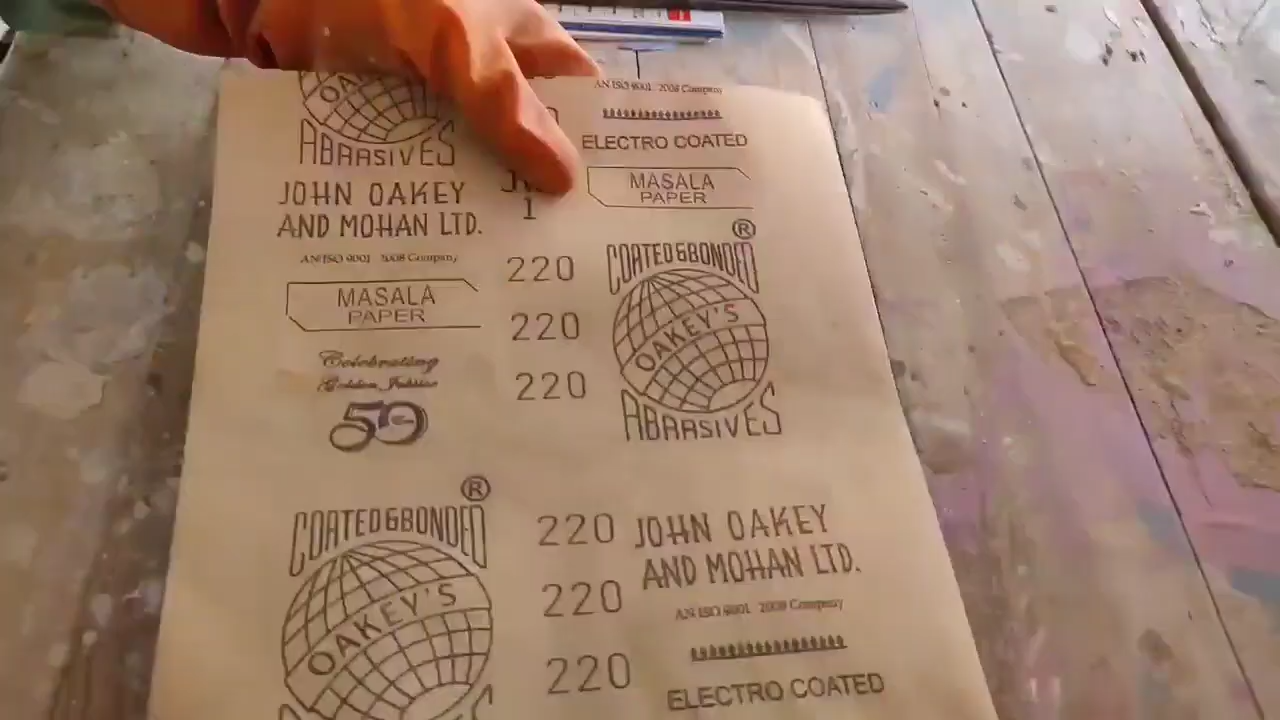 ABRASIVES
JOHN OAKEY
AND MOHAN LTD.
AN ISO 9001 2008 Company
MASALA
PAPER
Celebrating
Golden Jubilee
50
®
COATED&BONDED
OAKEY'S
1
220
220
220
220
220
220
AN ISO 9001 2008 Company
ELECTRO COATED
MASALA
PAPER
®
COATED&BONDED
OAKEY'S
ABRASIVES
JOHN OAKEY
AND MOHAN LTD.
AN ISO 9001 2008 Company
ELECTRO COATED